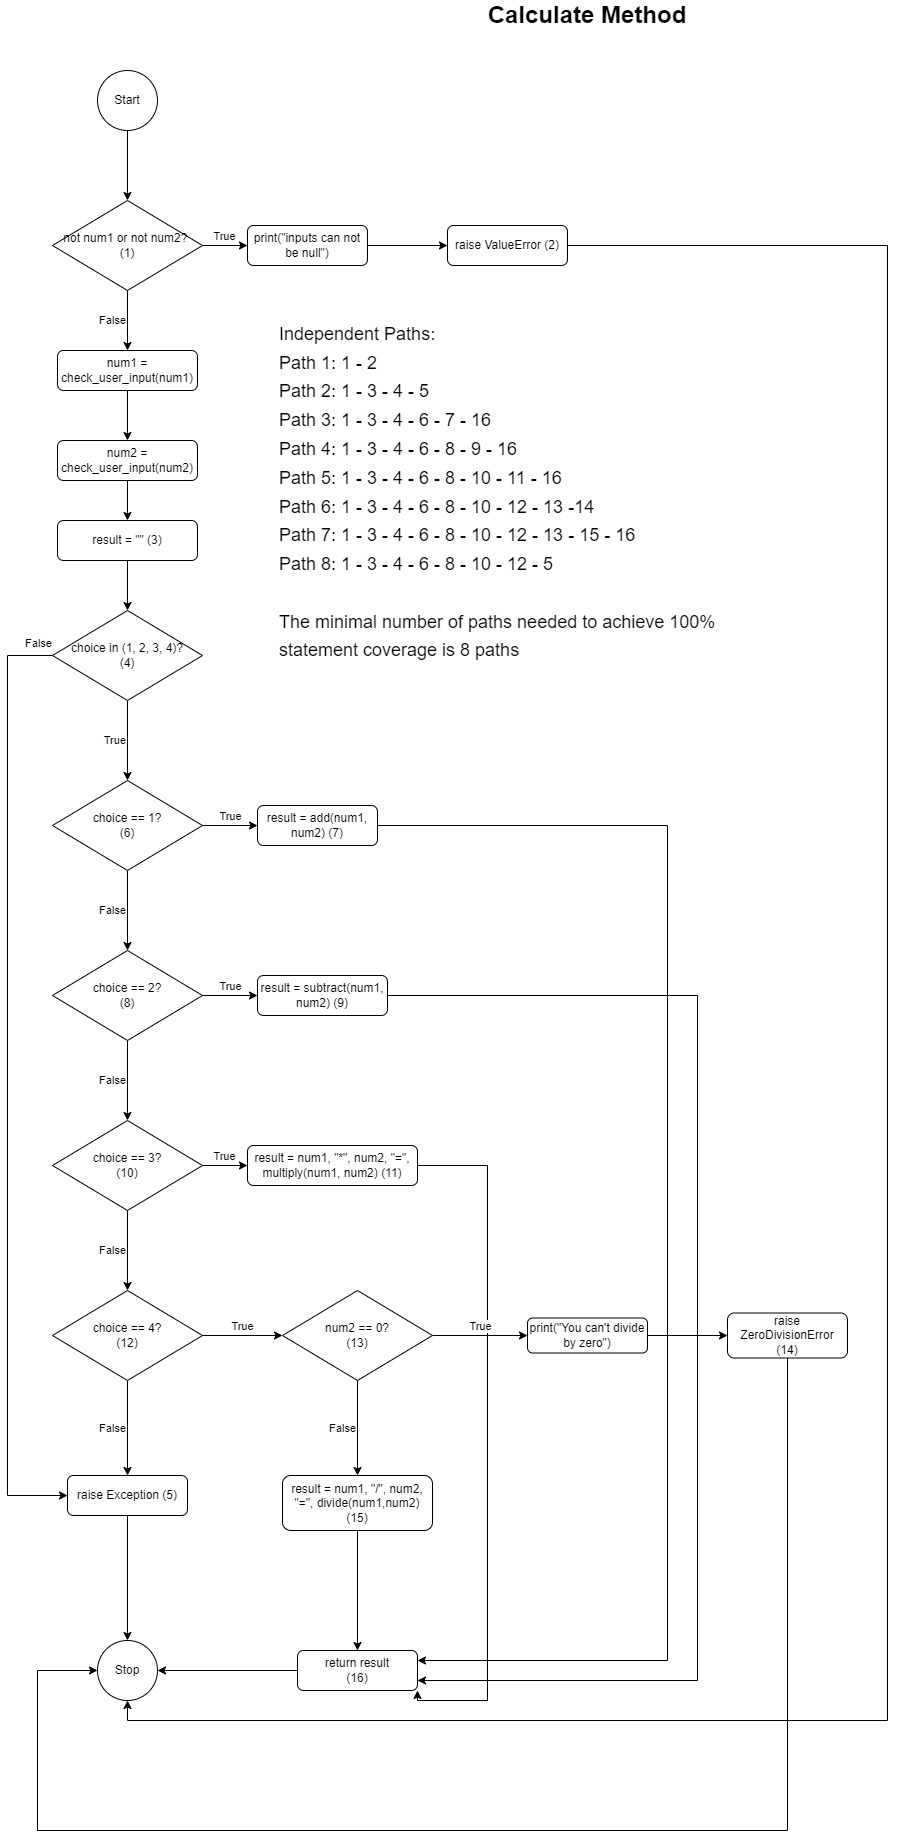 Calculate Method
Start
not num1 or not num2?
(1)
True
print("inputs can not
be null")
raise ValueError (2)
False
num1 =
check_user_input(num1)
num2 =
check_user_input(num2)
result = "" (3)
Independent Paths:
Path 1: 1 - 2
Path 2: 1 - 3 - 4 - 5
Path 3: 1 - 3 - 4 - 6 - 7 - 16
Path 4: 1 - 3 - 4 - 6 - 8 - 9 - 16
Path 5: 1 - 3 - 4 - 6 - 8 - 10 - 11 - 16
Path 6: 1 - 3 - 4 - 6 - 8 - 10 - 12 - 13 -14
Path 7: 1 - 3 - 4 - 6 - 8 - 10 - 12 - 13 - 15 - 16
Path 8: 1 - 3 - 4 - 6 - 8 - 10 - 12 - 5
The minimal number of paths needed to achieve 100%
statement coverage is 8 paths
False
choice in (1, 2, 3, 4)?
(4)
True
choice == 1?
(6)
True
result = add(num1,
num2) (7)
False
choice == 2?
(8)
True
result = subtract(num1,
num2) (9)
False
choice == 3?
(10)
True
result = num1, "*", num2, "=",
multiply(num1, num2) (11)
False
choice == 4?
(12)
True
num2 == 0?
(13)
True
print("You can't divide
by zero")
raise
ZeroDivisionError
(14)
False
False
raise Exception (5)
result = num1, "/", num2,
"=", divide(num1,num2)
(15)
Stop
return result
(16)